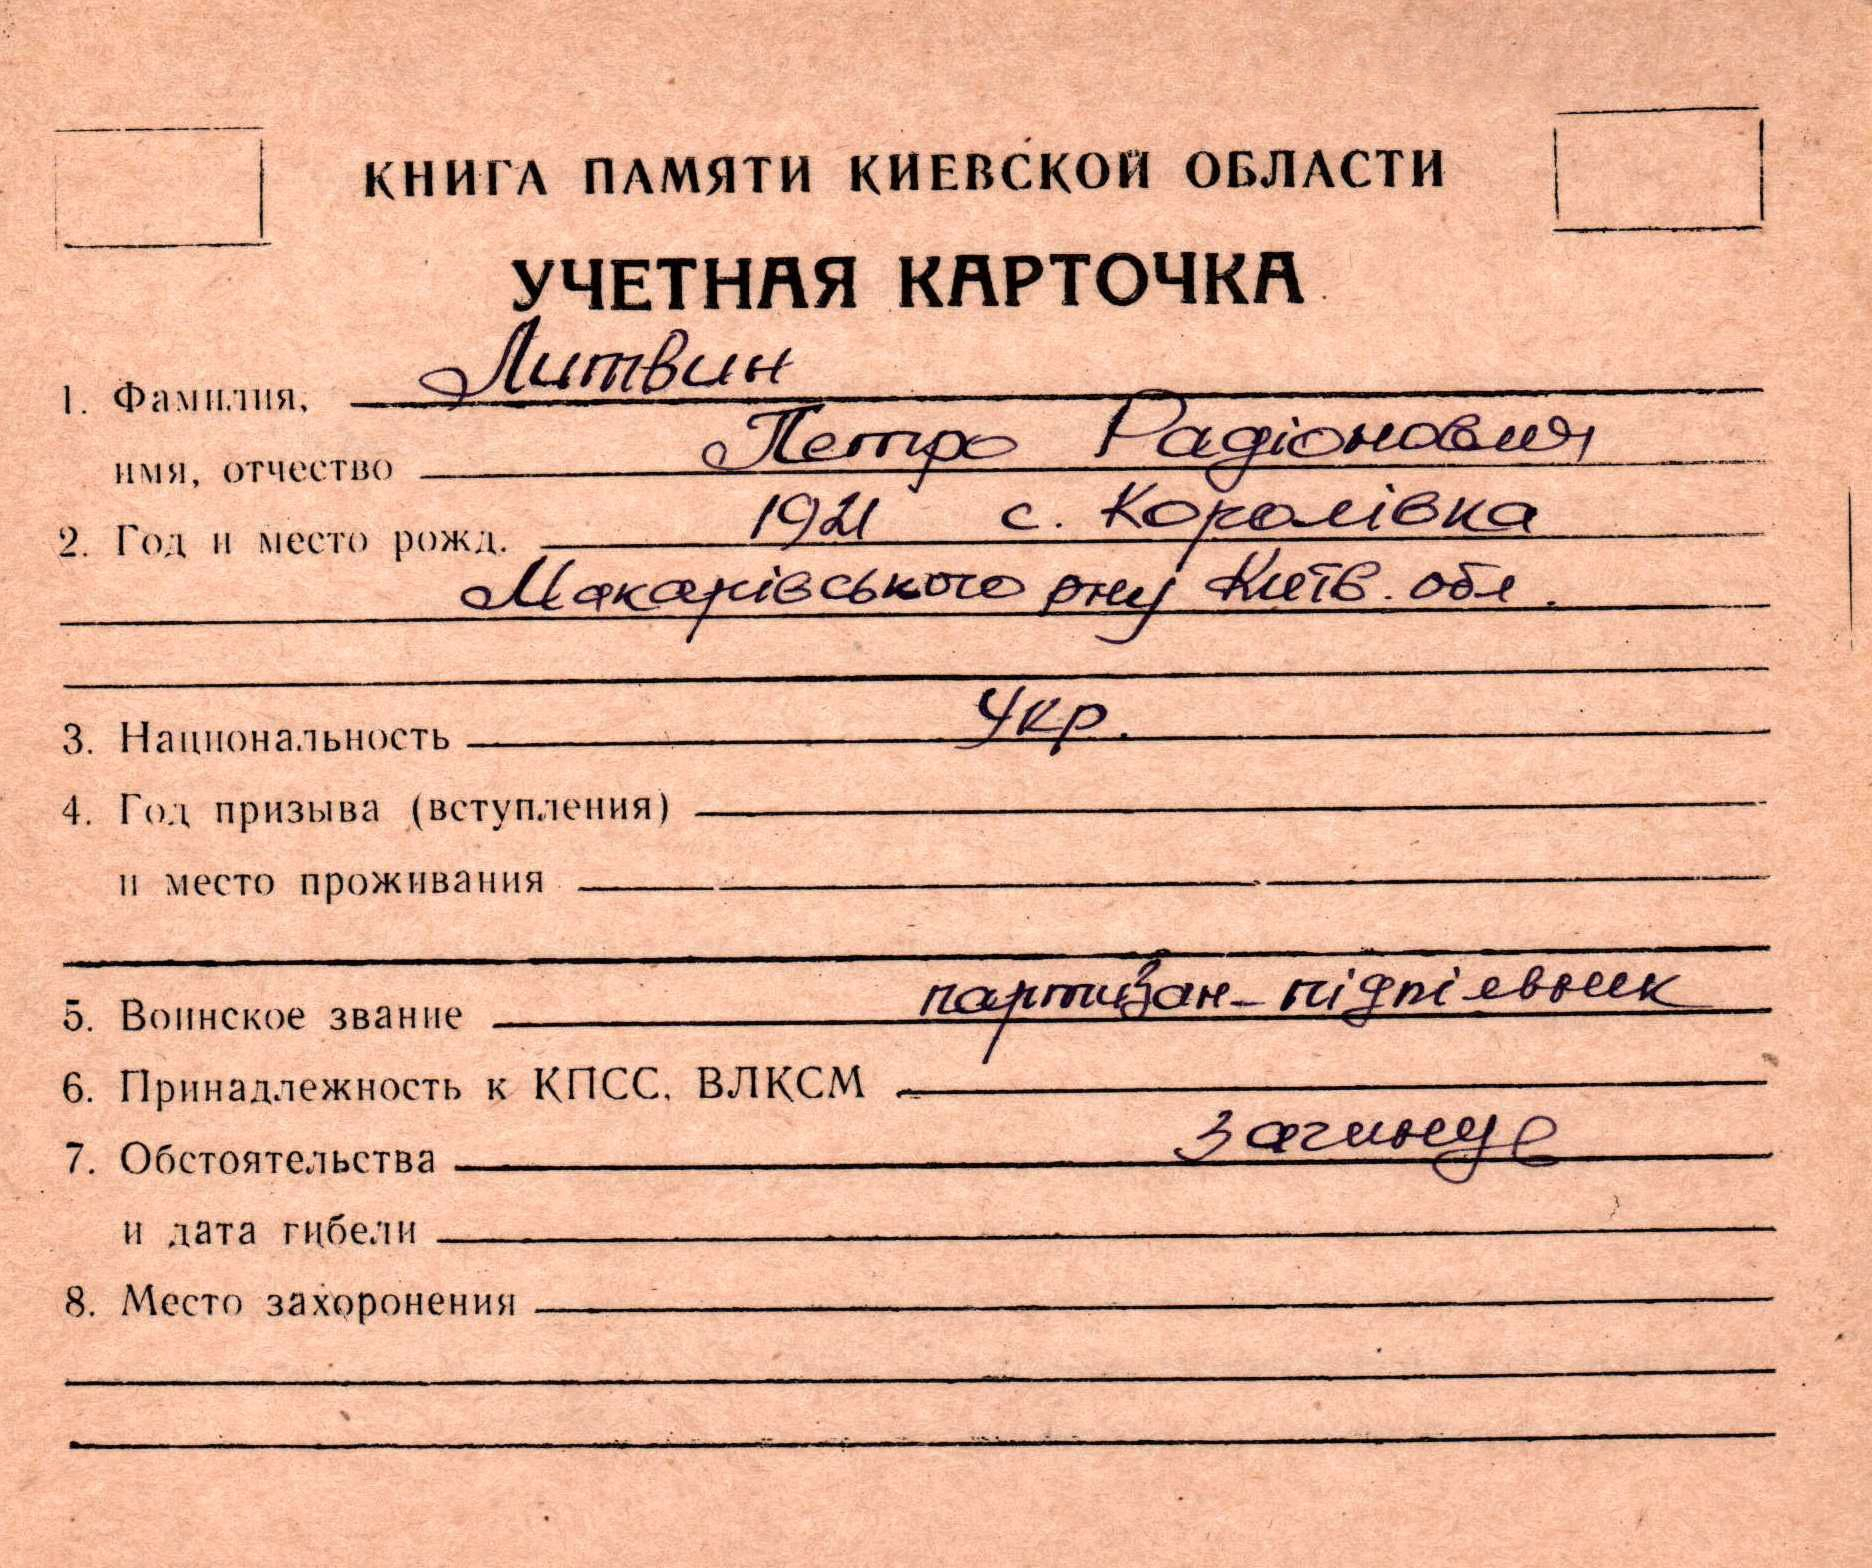 КНИГА ПАМЯТИ КИЕВСКОЙ ОБЛАСТИ
УЧЕТНАЯ КАРТОЧКА
1. Фамилия, Литвин
имя, отчество Петро Радіонович
2. Год и место рожд. 1921 с. Королівка
Макарівського р-ну Київ. обл.
3. Национальность Укр.
4. Год призыва (вступления)
и место проживания
5. Воинское звание партизан-підпільник
6. Принадлежность к КПСС, ВЛКСМ
7. Обстоятельства загинув
и дата гибели
8. Место захоронения